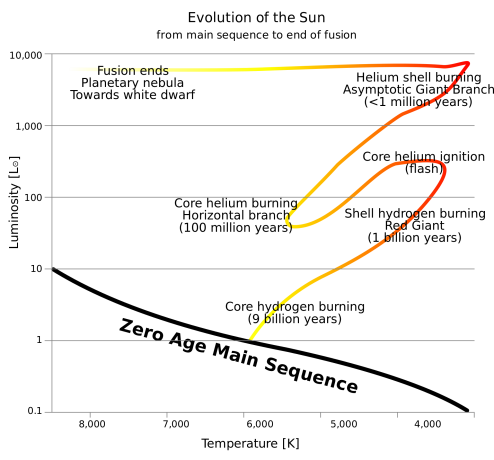 Evolution of the Sun
from main sequence to end of fusion
10,000
Fusion ends
Planetary nebula
Towards white dwarf
Helium shell burning
Asymptotic Giant Branch
(<1 million years)
1,000
Core helium ignition
(flash)
100
Core helium burning
Horizontal branch
(100 million years)
Shell hydrogen burning
Red Giant
(1 billion years)
Luminosity [L⊙]
10
Core hydrogen burning
(9 billion years)
1
Zero Age Main Sequence
0.1
8,000 7,000 6,000 5,000 4,000
Temperature [K]